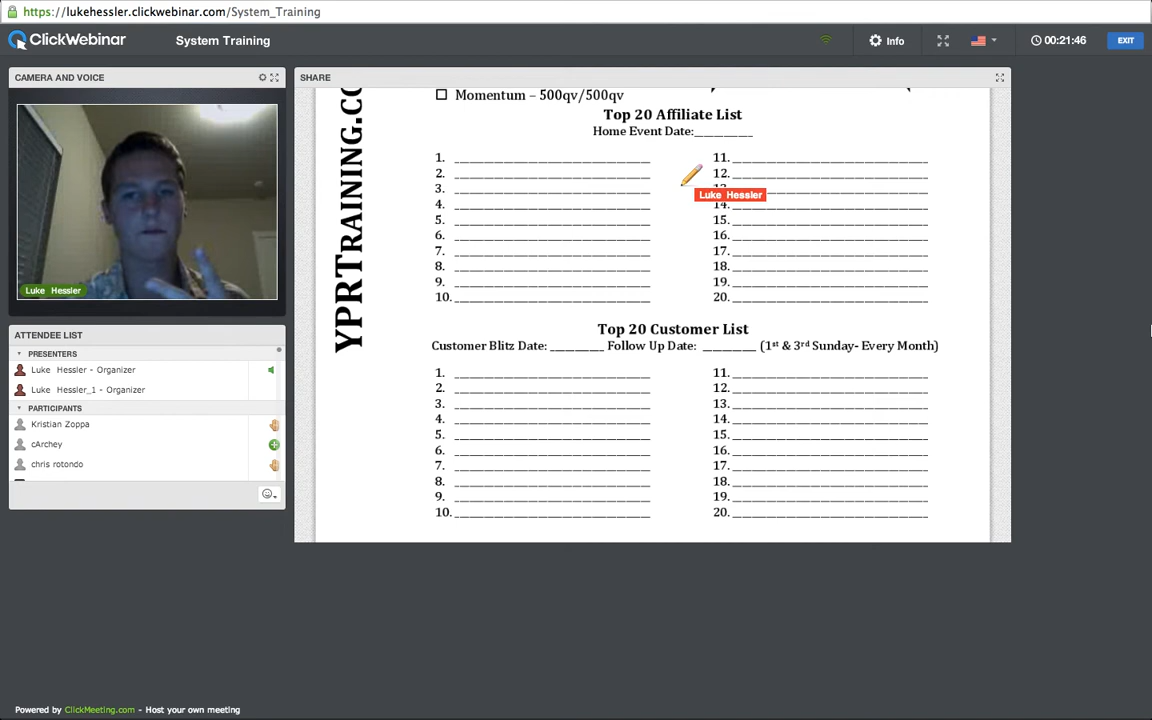 https://lukehessler.clickwebinar.com/System_Training
ClickWebinar
System Training
Info
00:21:46
EXIT
CAMERA AND VOICE
Luke Hessler
ATTENDEE LIST
PRESENTERS
Luke Hessler - Organizer
Luke Hessler_1 - Organizer
PARTICIPANTS
Kristian Zoppa
cArchey
chris rotondo
SHARE
YPRTRAINING.CO
Momentum – 500qv/500qv
Top 20 Affiliate List
Home Event Date:___________
1.
2.
3.
4.
5.
6.
7.
8.
9.
10.
11.
12.
13.
14.
15.
16.
17.
18.
19.
20.
Luke Hessler
Top 20 Customer List
Customer Blitz Date: __________ Follow Up Date: __________ (1st & 3rd Sunday- Every Month)
1.
2.
3.
4.
5.
6.
7.
8.
9.
10.
11.
12.
13.
14.
15.
16.
17.
18.
19.
20.
Powered by ClickMeeting.com - Host your own meeting